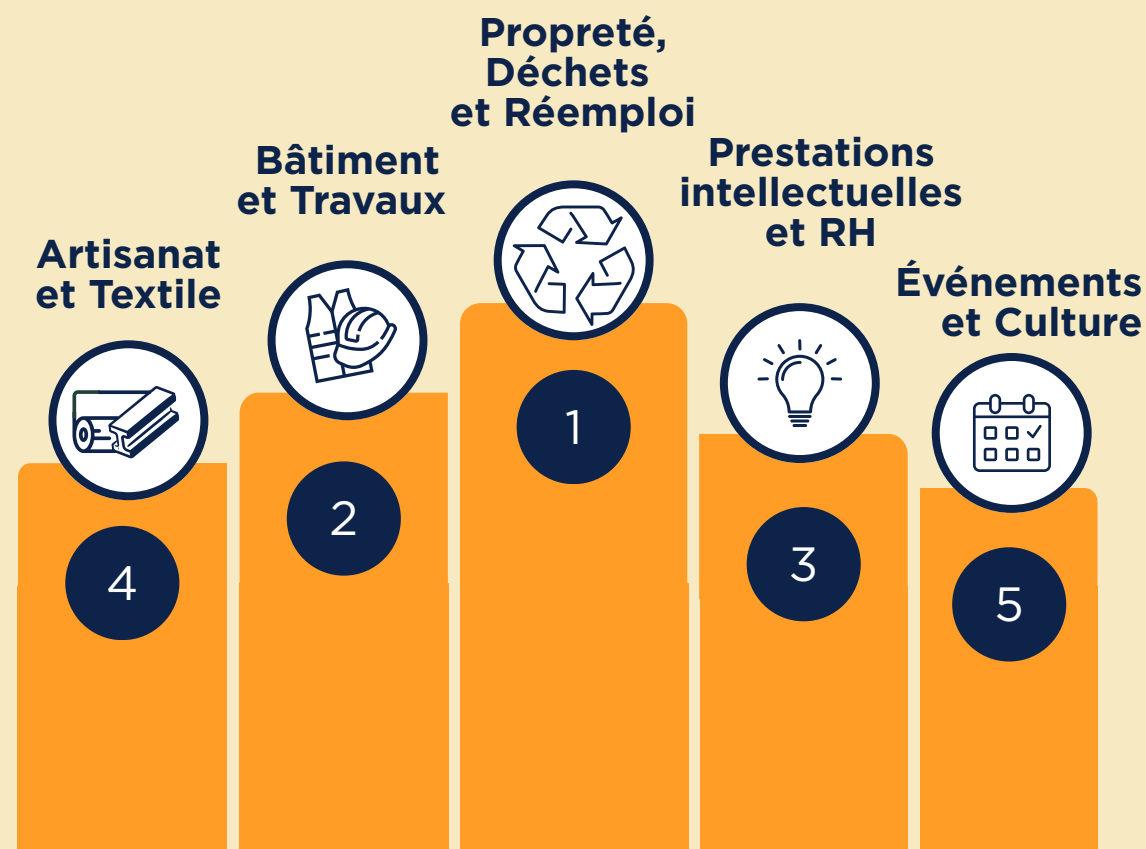 Propreté,
Déchets
et Réemploi
Bâtiment
et Travaux
Prestations
intellectuelles
et RH
Artisanat
et Textile
Événements
et Culture
1
2
3
4
5